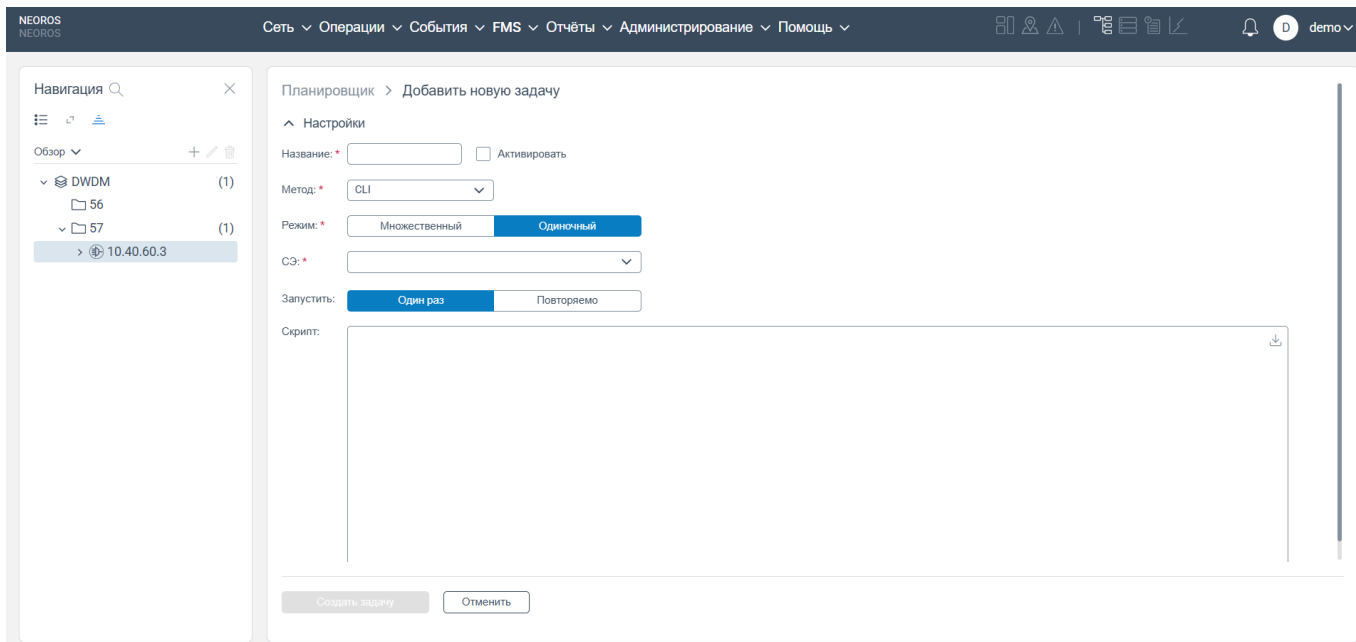 NEOROS
NEOROS
Сеть Операции События FMS Отчёты Администрирование Помощь
D demo
Навигация
Обзор
DWDM (1)
56
57 (1)
10.40.60.3
Планировщик > Добавить новую задачу
Настройки
Название: * Активировать
Метод: * CLI
Режим: * Множественный Одиночный
СЭ: *
Запустить: Один раз Повторяемо
Скрипт:
Создать задачу Отменить